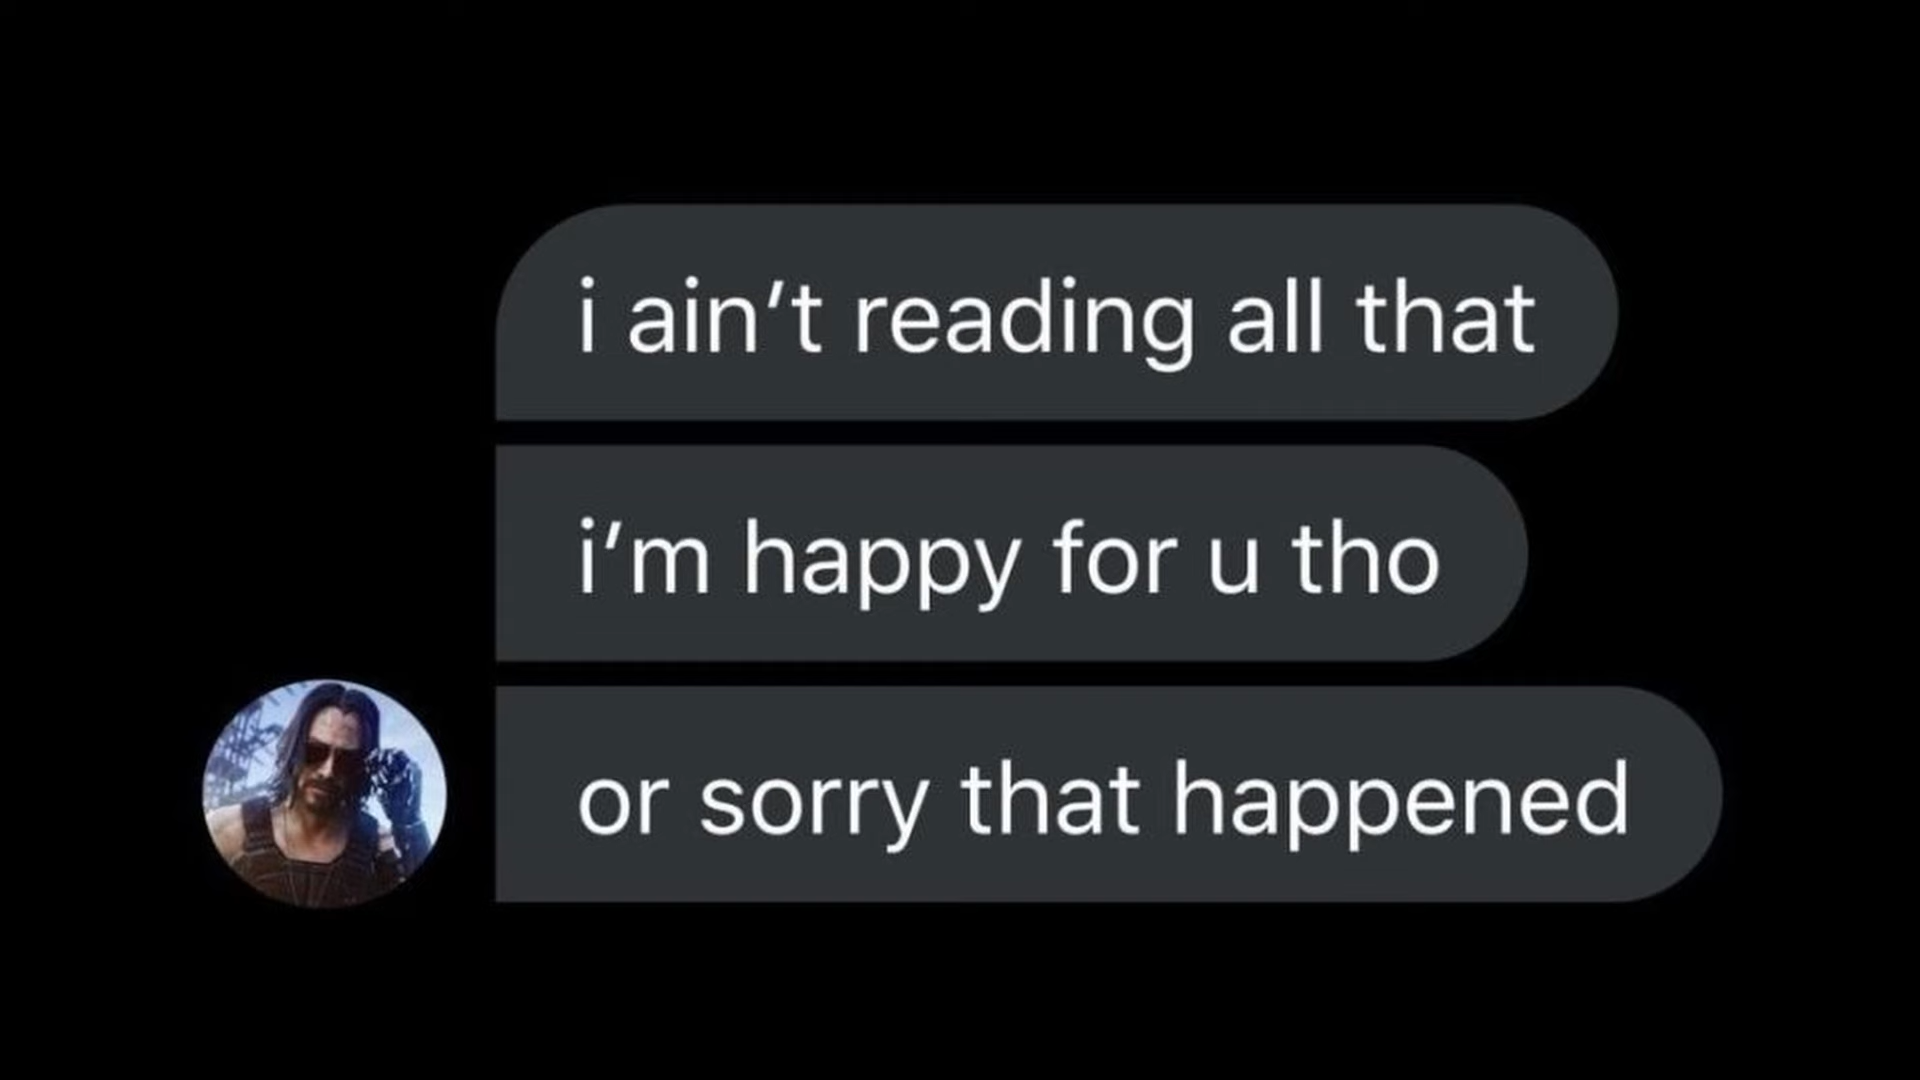 i ain’t reading all that
i’m happy for u tho
or sorry that happened